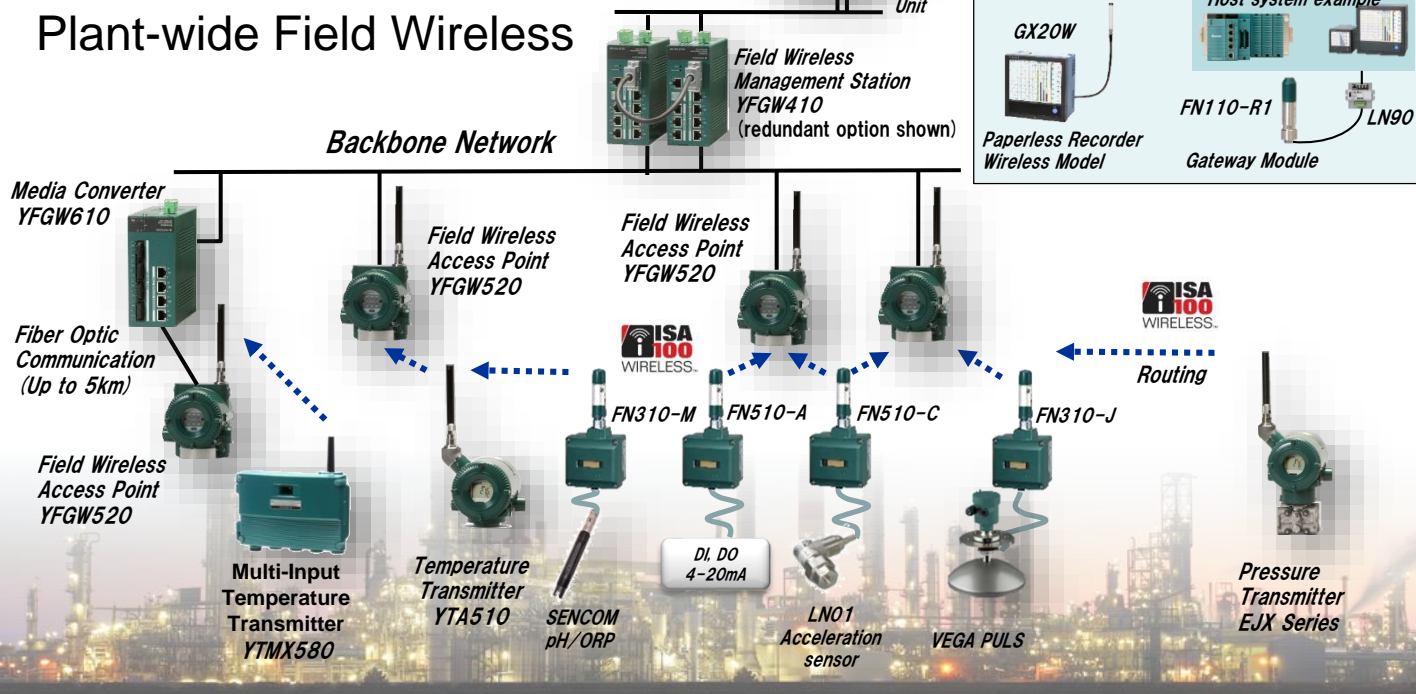 Unit
Plant-wide Field Wireless
Field Wireless
Management Station
YFGW410
(redundant option shown)
Host system example
GX20W
FN110-R1
LN90
Paperless Recorder
Wireless Model
Gateway Module
Backbone Network
Media Converter
YFGW610
Field Wireless
Access Point
YFGW520
Field Wireless
Access Point
YFGW520
Fiber Optic
Communication
(Up to 5km)
ISA
100
WIRELESS
ISA
100
WIRELESS
Routing
FN310-M
FN510-A
FN510-C
FN310-J
Field Wireless
Access Point
YFGW520
Multi-Input
Temperature
Transmitter
YTMX580
Temperature
Transmitter
YTA510
SENCOM
pH/ORP
DI, DO
4-20mA
LN01
Acceleration
sensor
VEGA PULS
Pressure
Transmitter
EJX Series